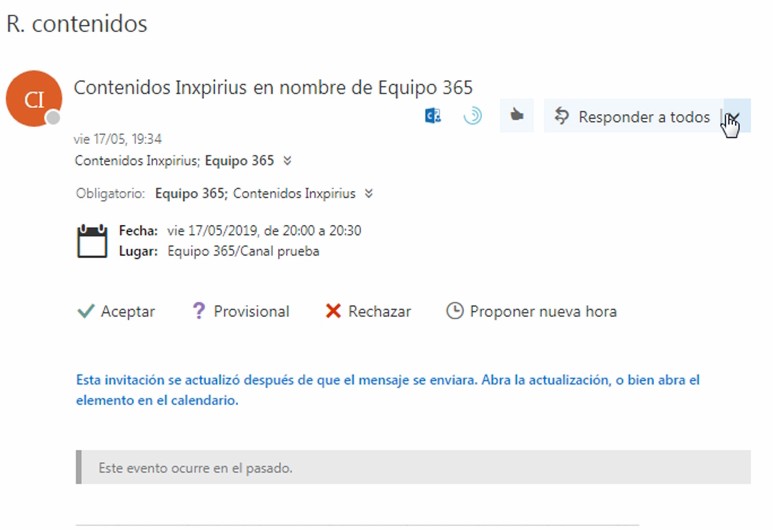 R. contenidos
CI
Contenidos Inxpirius en nombre de Equipo 365
Responder a todos
vie 17/05, 19:34
Contenidos Inxpirius; Equipo 365
Obligatorio: Equipo 365; Contenidos Inxpirius
Fecha: vie 17/05/2019, de 20:00 a 20:30
Lugar: Equipo 365/Canal prueba
Aceptar ? Provisional Rechazar Proponer nueva hora
Esta invitación se actualizó después de que el mensaje se enviara. Abra la actualización, o bien abra el
elemento en el calendario.
Este evento ocurre en el pasado.